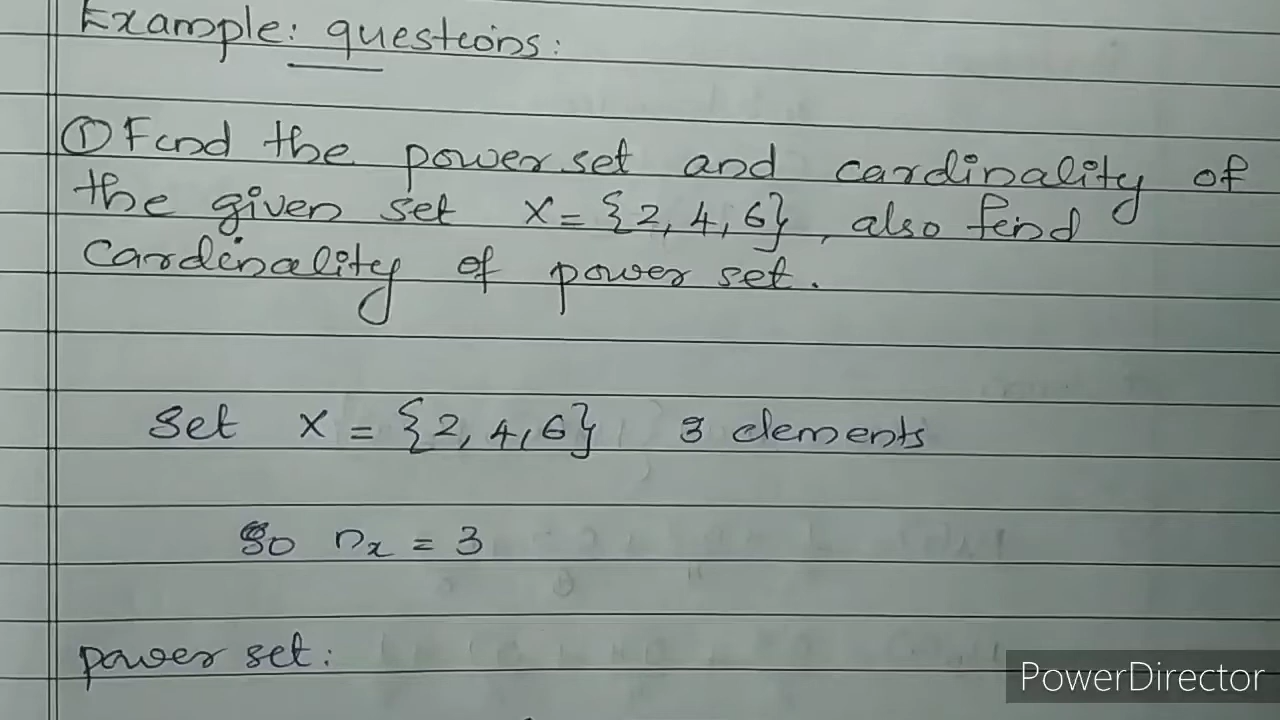 Example: questions:
① Find the power set and cardinality of
the given set X = {2, 4, 6}, also find
cardinality of power set.
Set X = {2, 4, 6} 3 elements
So nx = 3
power set:
PowerDirector